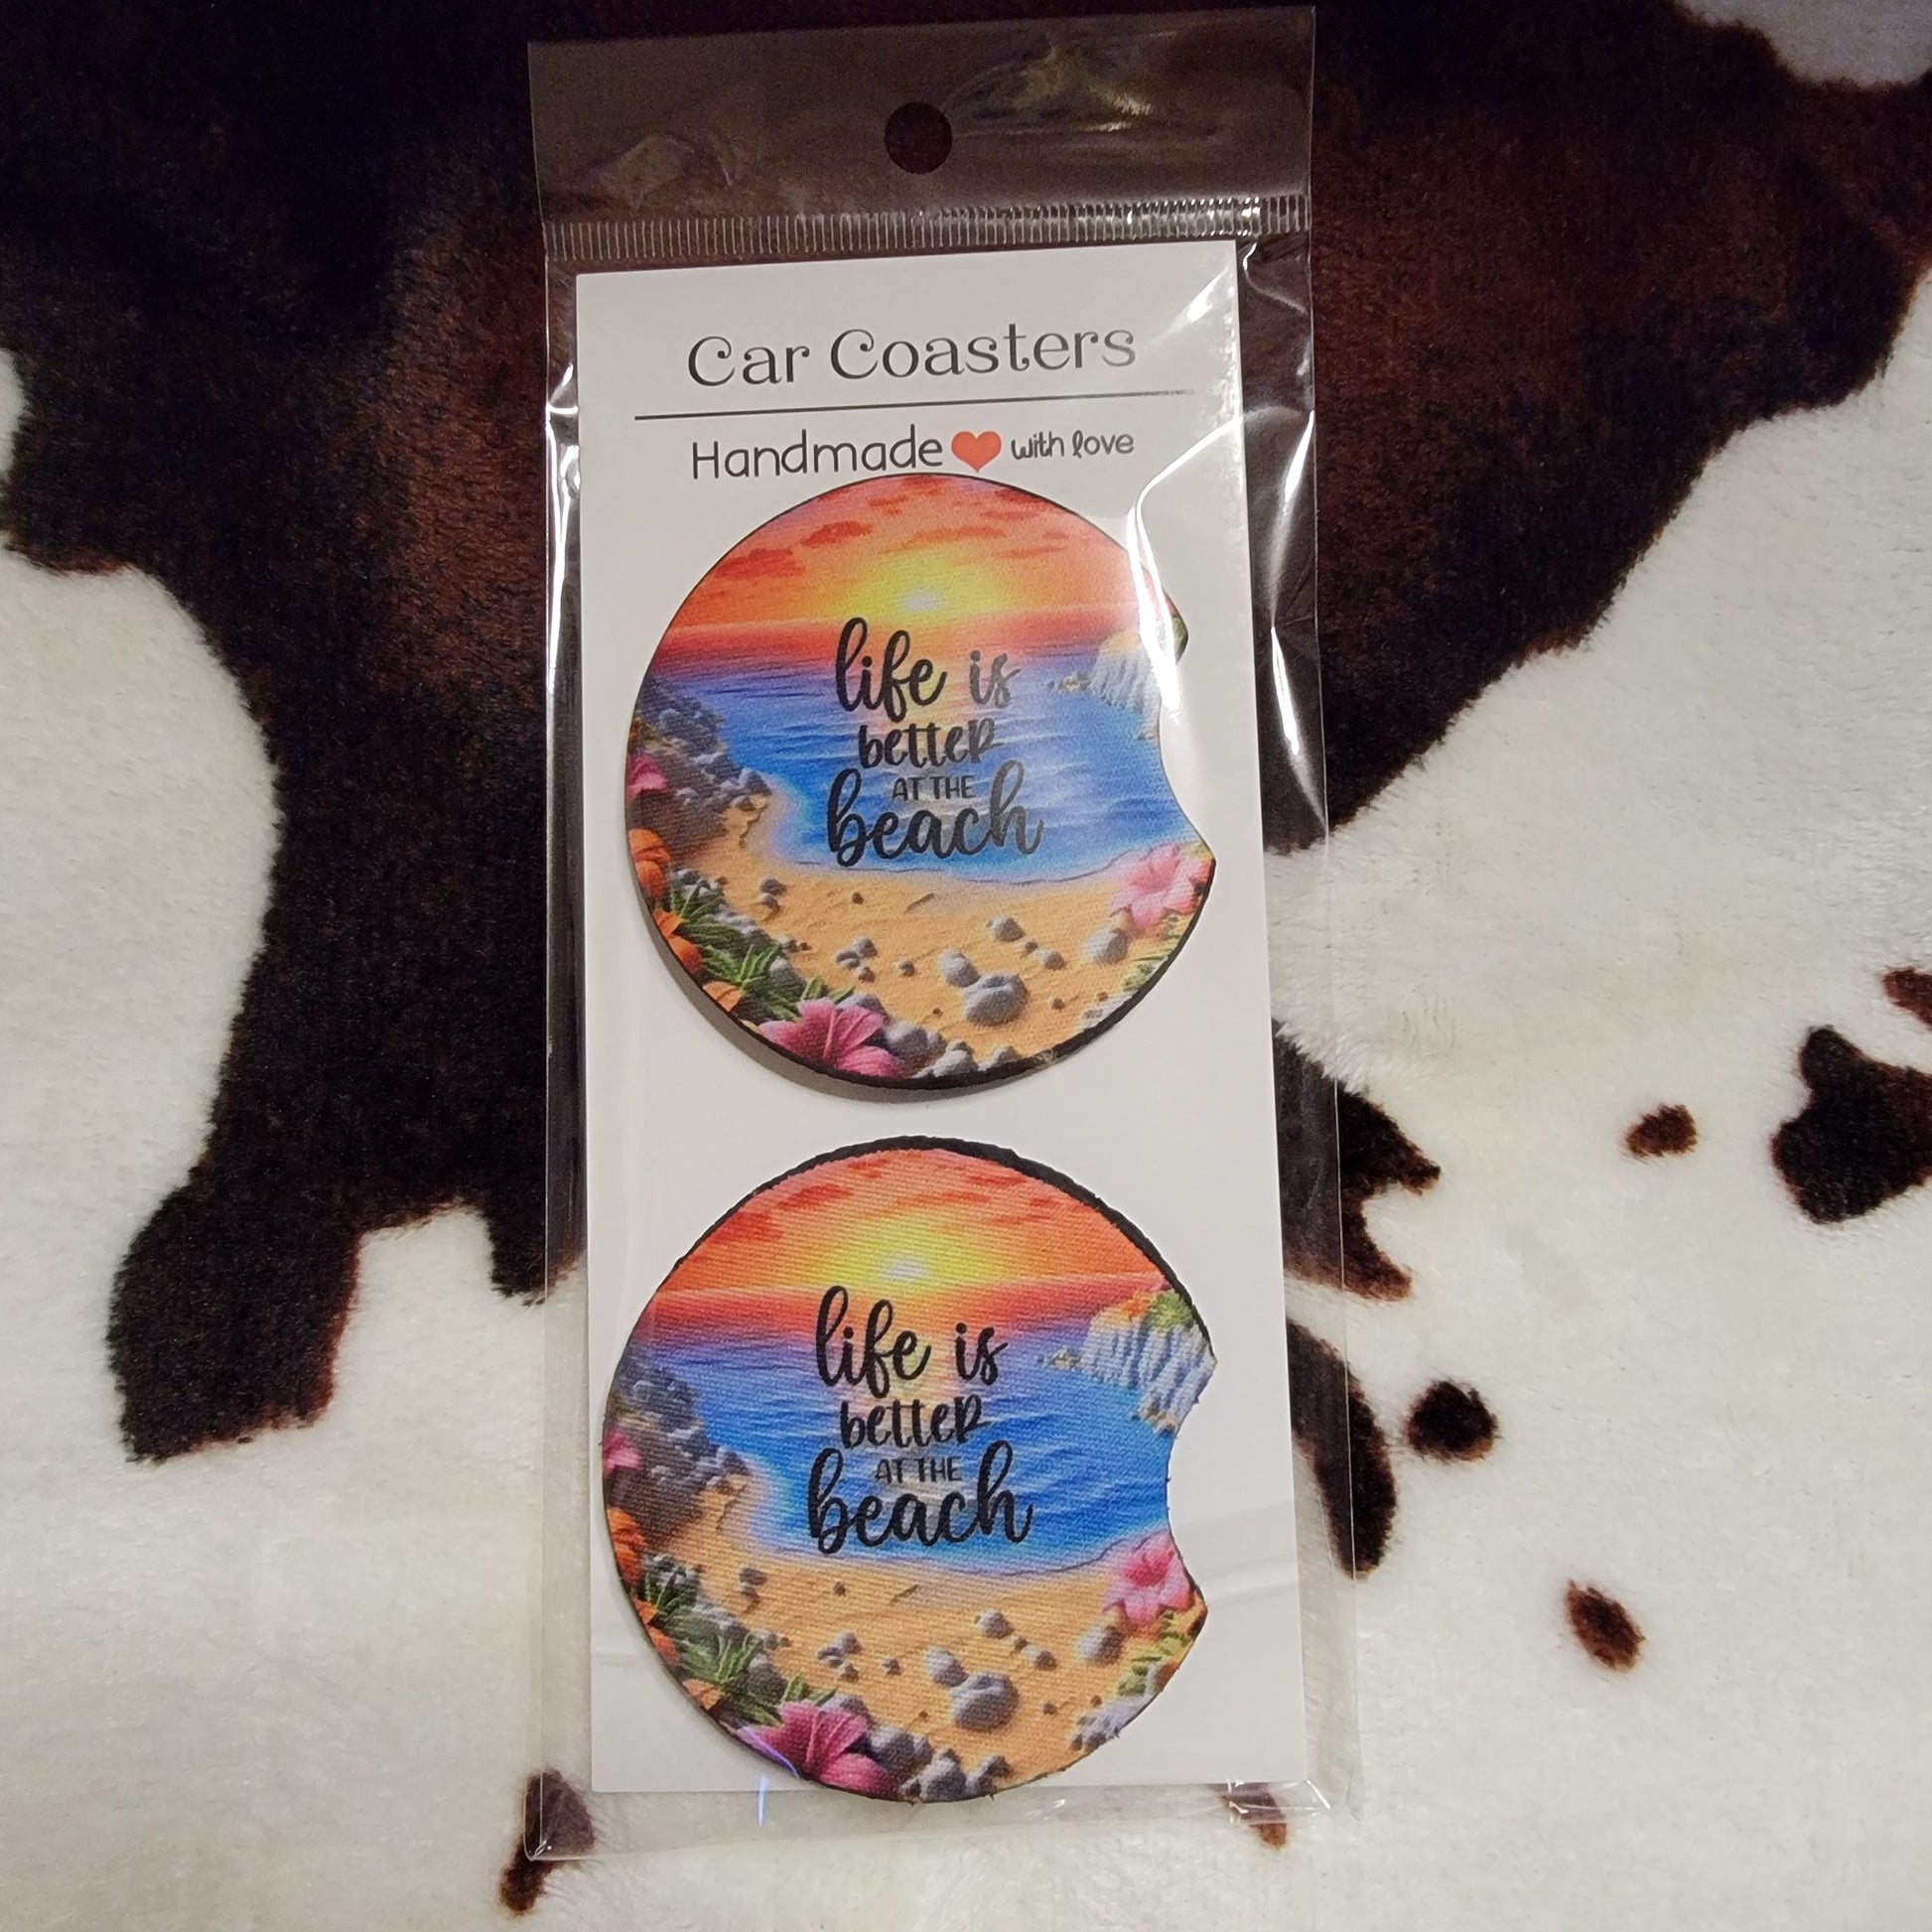 Car Coasters
Handmade with love
life is
better
AT THE
beach
life is
better
AT THE
beach